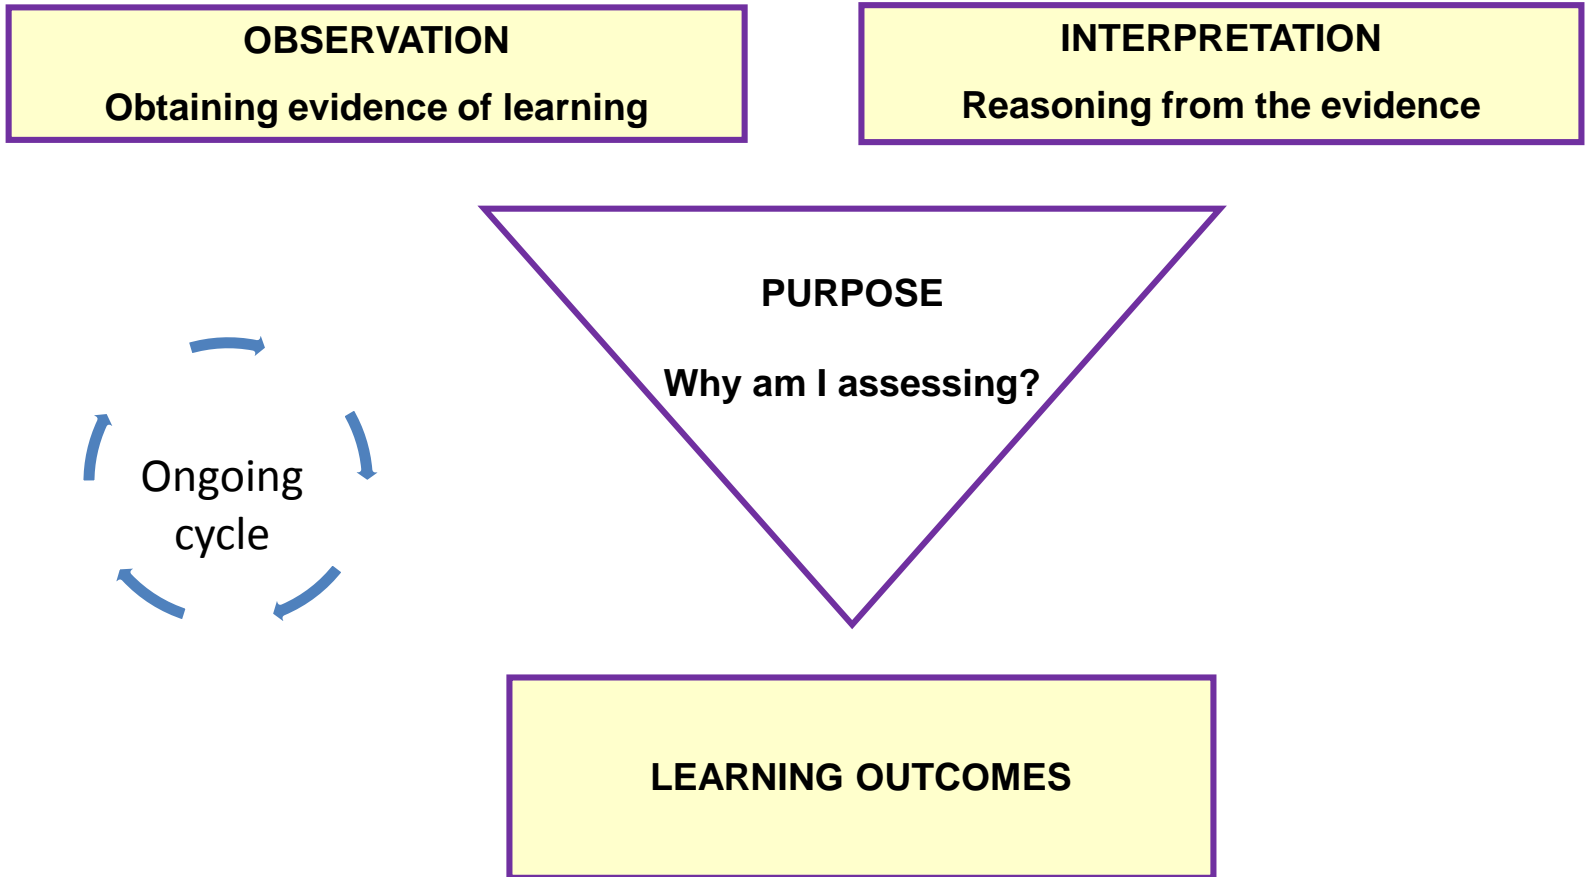 OBSERVATION
Obtaining evidence of learning
INTERPRETATION
Reasoning from the evidence
PURPOSE
Why am I assessing?
Ongoing
cycle
LEARNING OUTCOMES